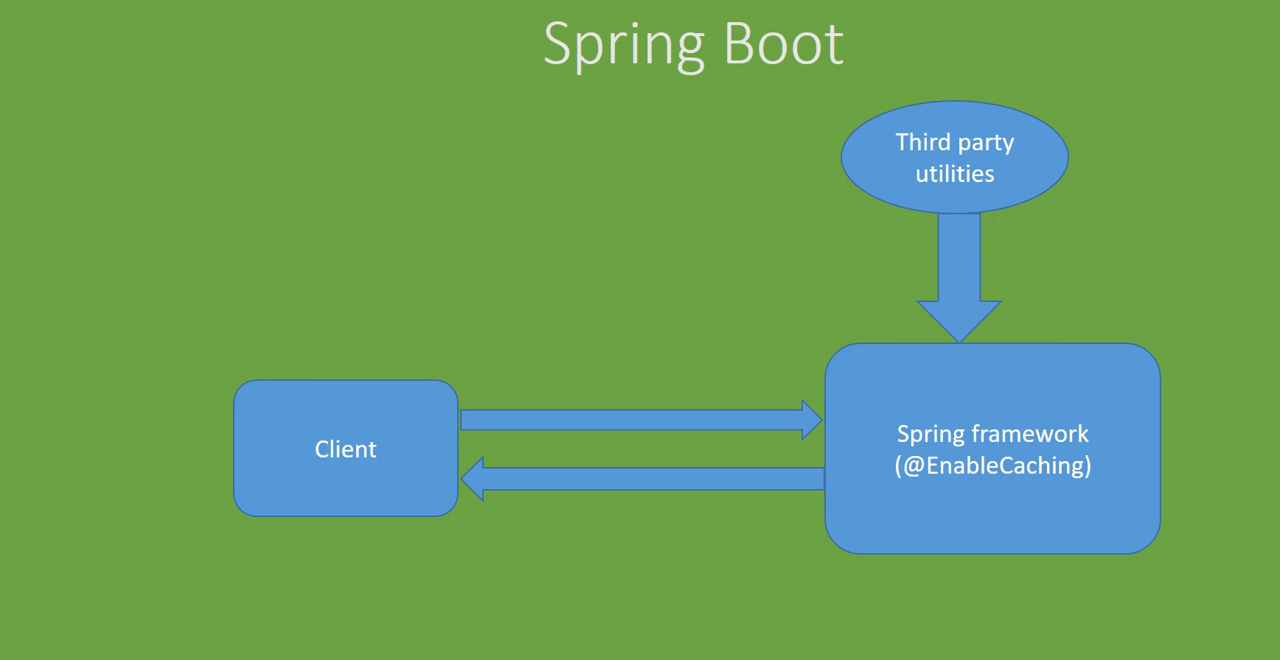 Spring Boot
Third party
utilities
Client
Spring framework
(@EnableCaching)